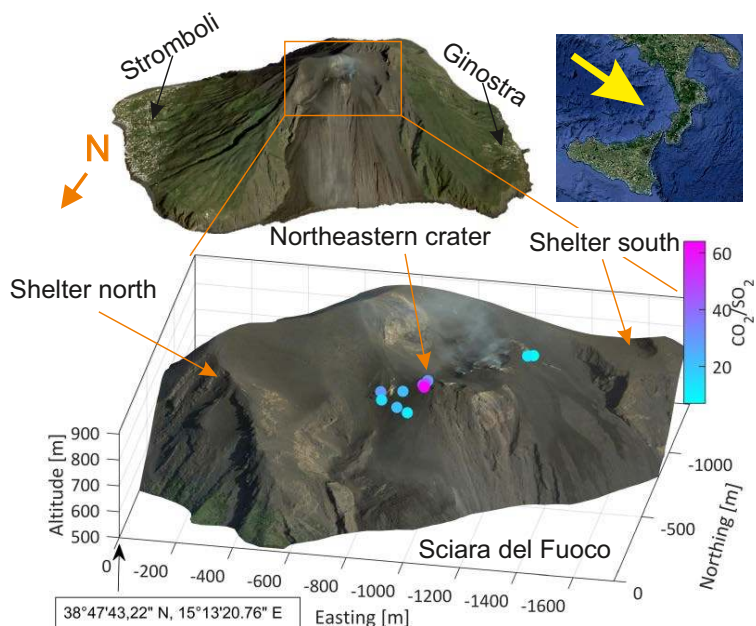 Stromboli
Ginostra
N
Northeastern crater
Shelter south
Shelter north
60
40
20
CO2/SO2
900
800
700
600
500
Altitude [m]
0
-200
-400
-600
-800
-1000
-1200
-1400
-1600
Easting [m]
0
-500
-1000
Northing [m]
Sciara del Fuoco
38°47'43,22" N, 15°13'20.76" E